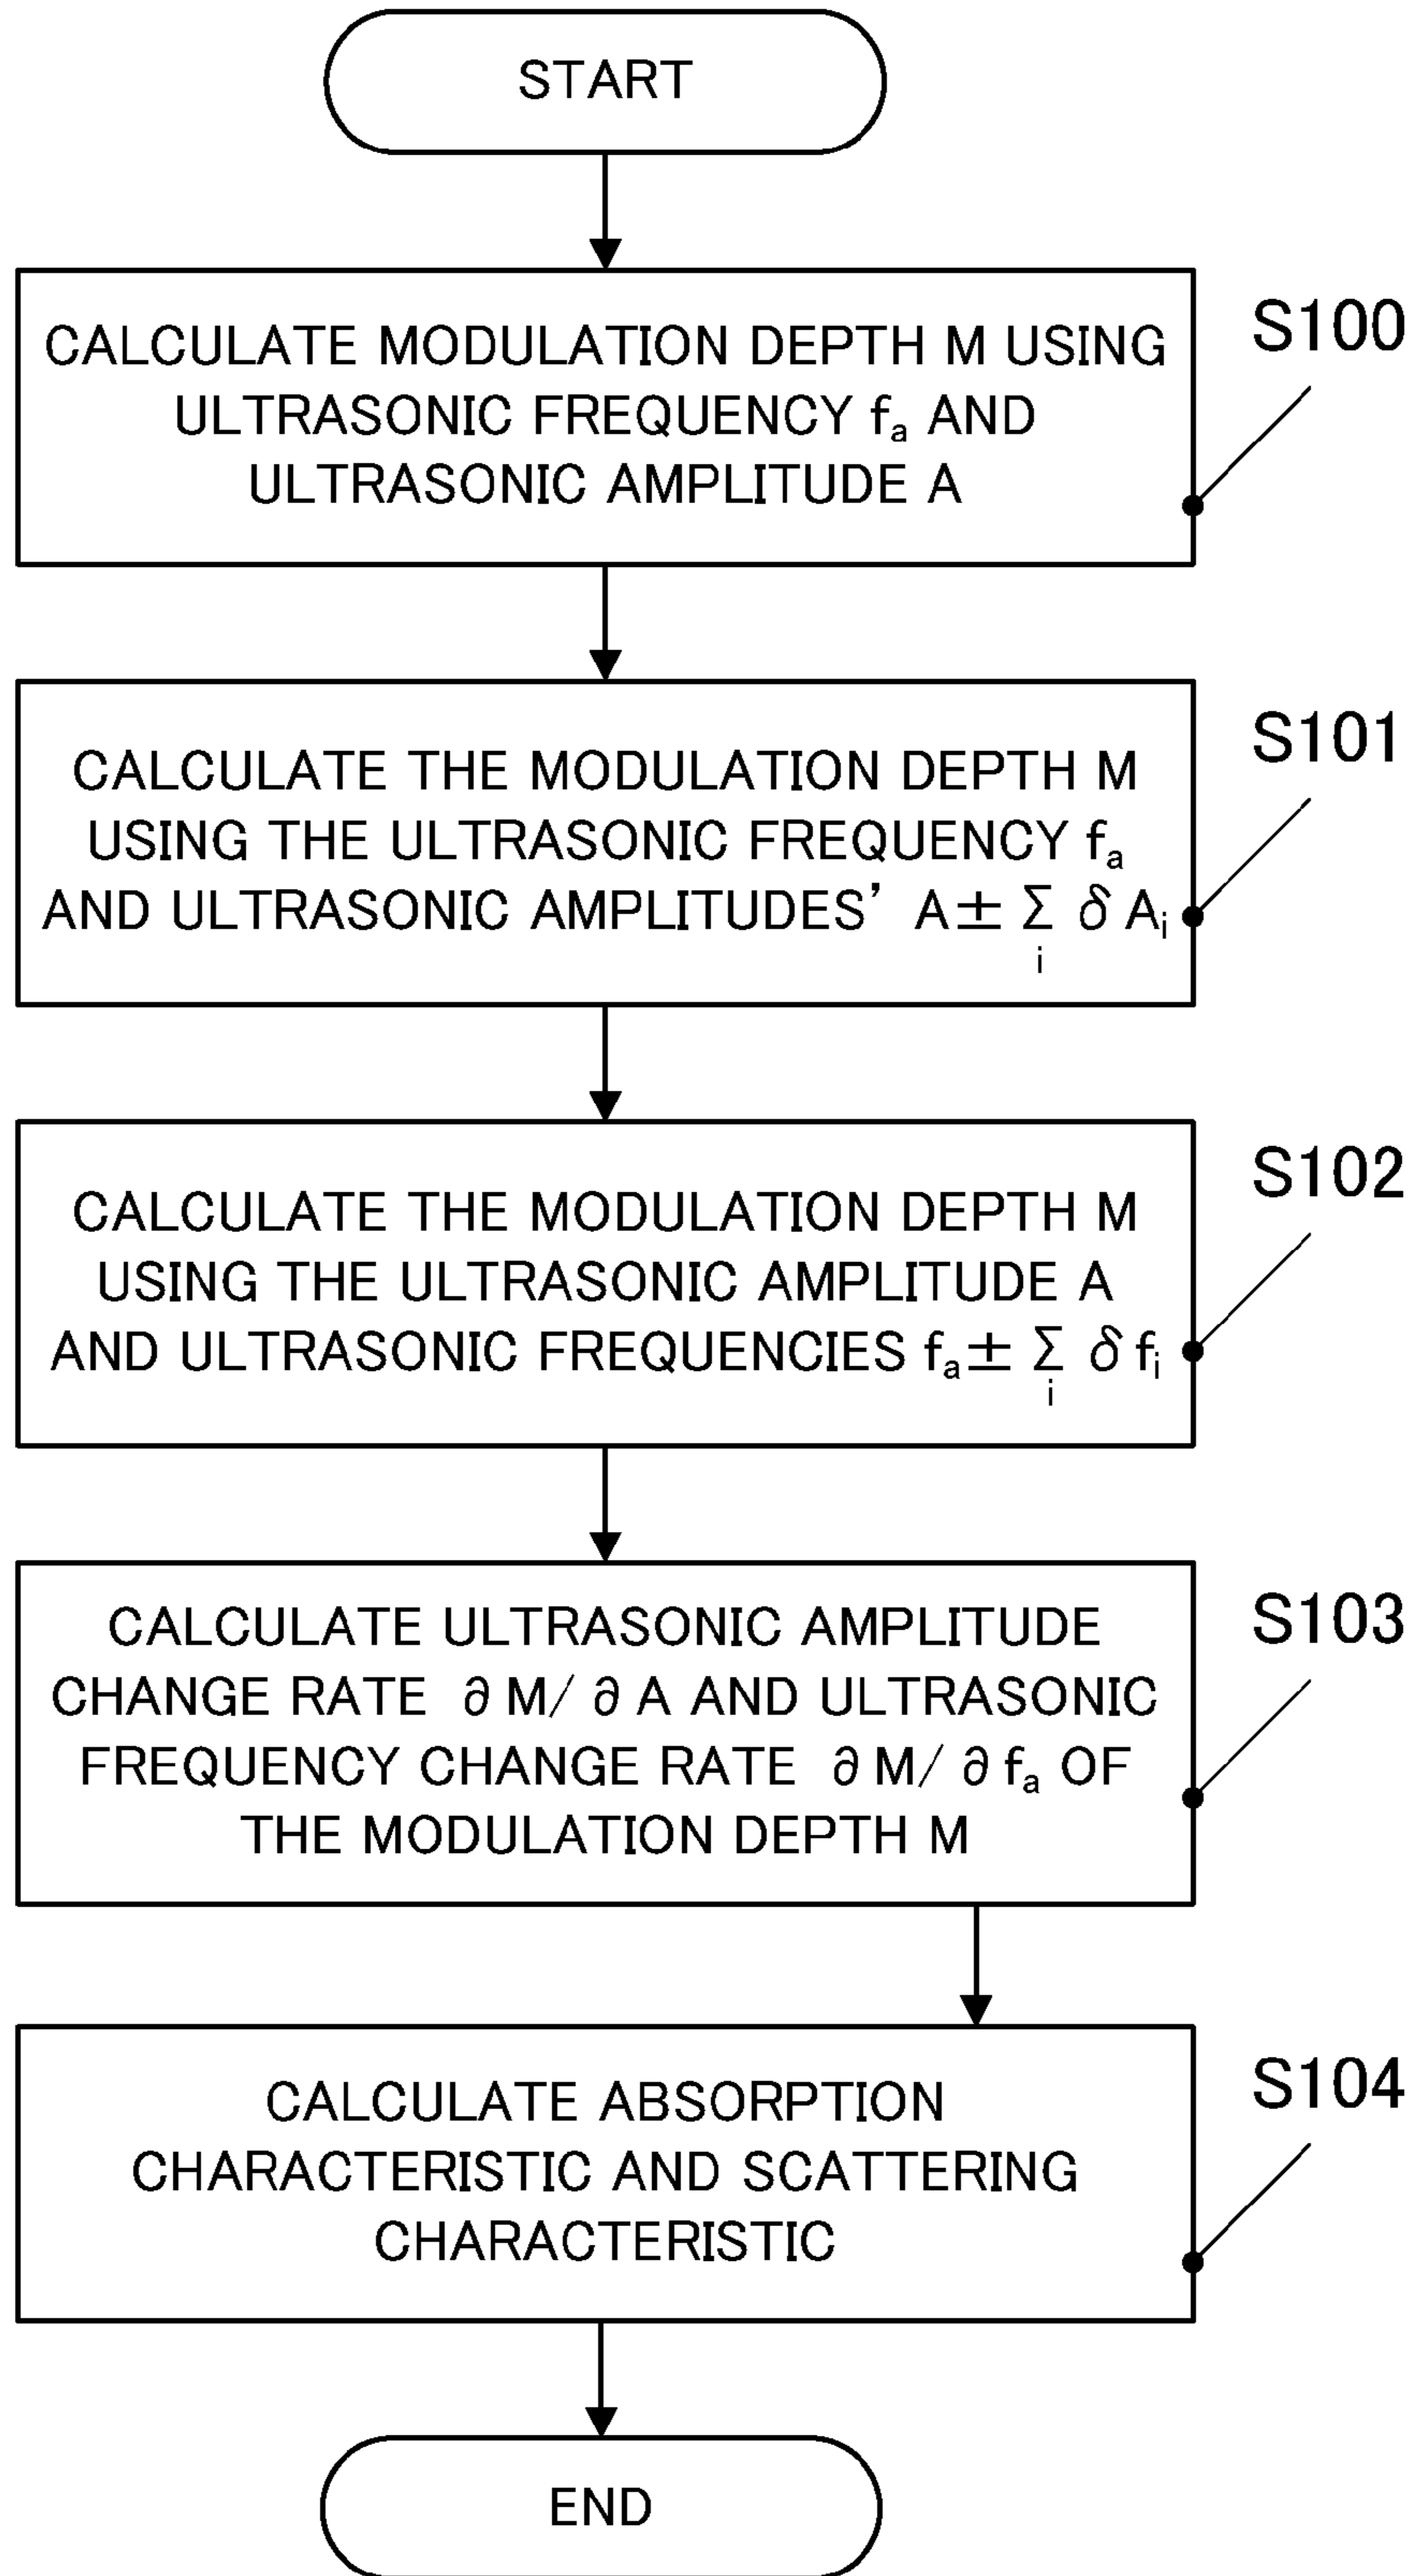 START
CALCULATE MODULATION DEPTH M USING
ULTRASONIC FREQUENCY fₐ AND
ULTRASONIC AMPLITUDE A
S100
CALCULATE THE MODULATION DEPTH M
USING THE ULTRASONIC FREQUENCY fₐ
AND ULTRASONIC AMPLITUDES' A± Σ δ Aᵢ
i
S101
CALCULATE THE MODULATION DEPTH M
USING THE ULTRASONIC AMPLITUDE A
AND ULTRASONIC FREQUENCIES fₐ± Σ δ fᵢ
i
S102
CALCULATE ULTRASONIC AMPLITUDE
CHANGE RATE ∂M/∂A AND ULTRASONIC
FREQUENCY CHANGE RATE ∂M/∂fₐ OF
THE MODULATION DEPTH M
S103
CALCULATE ABSORPTION
CHARACTERISTIC AND SCATTERING
CHARACTERISTIC
S104
END